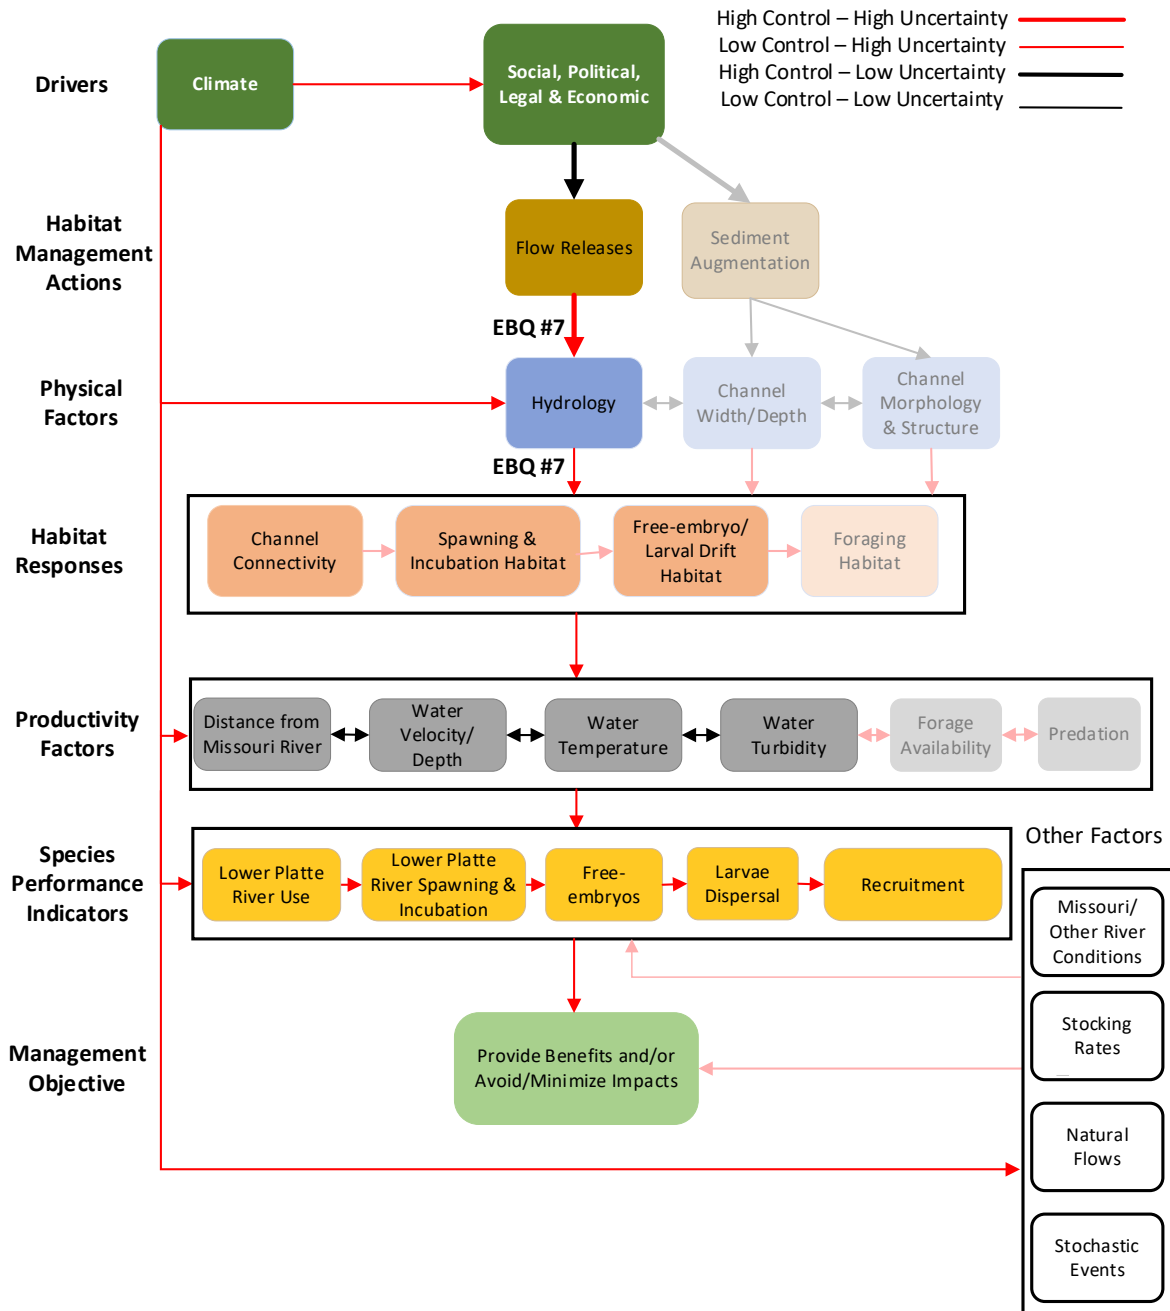 High Control – High Uncertainty
Low Control – High Uncertainty
High Control – Low Uncertainty
Low Control – Low Uncertainty
Drivers
Climate
Social, Political,
Legal & Economic
Habitat
Management
Actions
Flow Releases
Sediment
Augmentation
EBQ #7
Physical
Factors
Hydrology
Channel
Width/Depth
Channel
Morphology
& Structure
EBQ #7
Habitat
Responses
Channel
Connectivity
Spawning &
Incubation Habitat
Free-embryo/
Larval Drift
Habitat
Foraging
Habitat
Productivity
Factors
Distance from
Missouri River
Water
Velocity/
Depth
Water
Temperature
Water
Turbidity
Forage
Availability
Predation
Species
Performance
Indicators
Lower Platte
River Use
Lower Platte
River Spawning &
Incubation
Free-
embryos
Larvae
Dispersal
Recruitment
Other Factors
Missouri/
Other River
Conditions
Stocking
Rates
Natural
Flows
Stochastic
Events
Management
Objective
Provide Benefits and/or
Avoid/Minimize Impacts